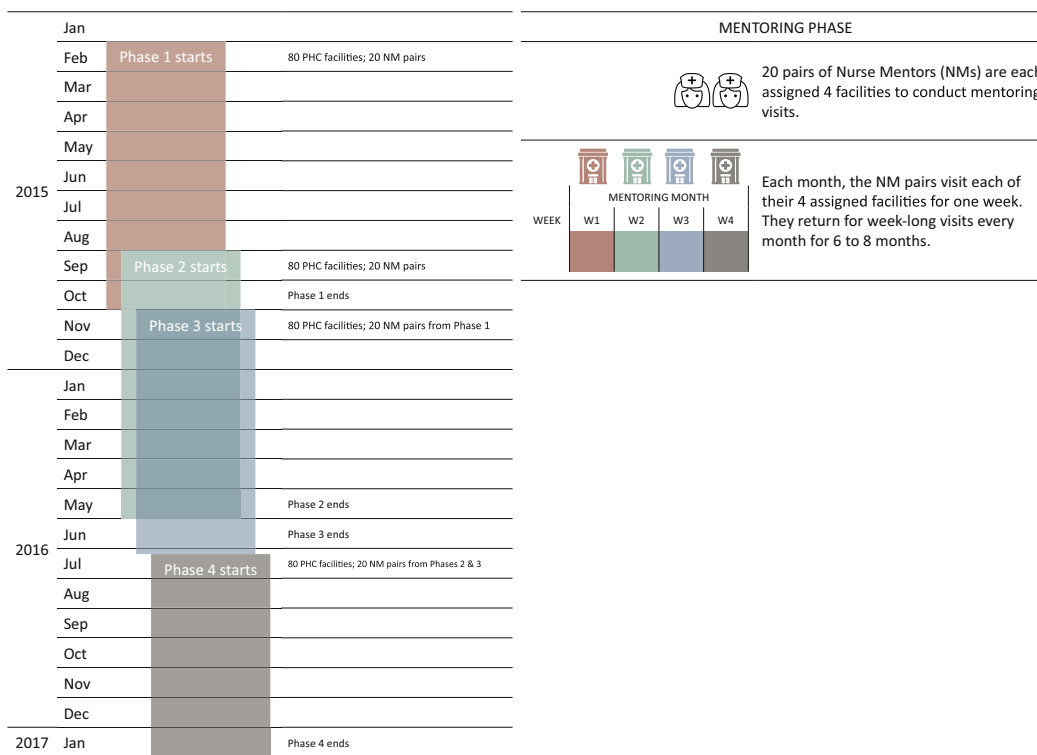 2015
Jan
Feb Phase 1 starts 80 PHC facilities; 20 NM pairs
Mar
Apr
May
Jun
Jul
Aug
Sep Phase 2 starts 80 PHC facilities; 20 NM pairs
Oct Phase 1 ends
Nov Phase 3 starts 80 PHC facilities; 20 NM pairs from Phase 1
Dec
2016
Jan
Feb
Mar
Apr
May Phase 2 ends
Jun Phase 3 ends
Jul Phase 4 starts 80 PHC facilities; 20 NM pairs from Phases 2 & 3
Aug
Sep
Oct
Nov
Dec
2017 Jan Phase 4 ends
MENTORING PHASE
20 pairs of Nurse Mentors (NMs) are each
assigned 4 facilities to conduct mentoring
visits.
MENTORING MONTH
WEEK W1 W2 W3 W4
Each month, the NM pairs visit each of
their 4 assigned facilities for one week.
They return for week-long visits every
month for 6 to 8 months.